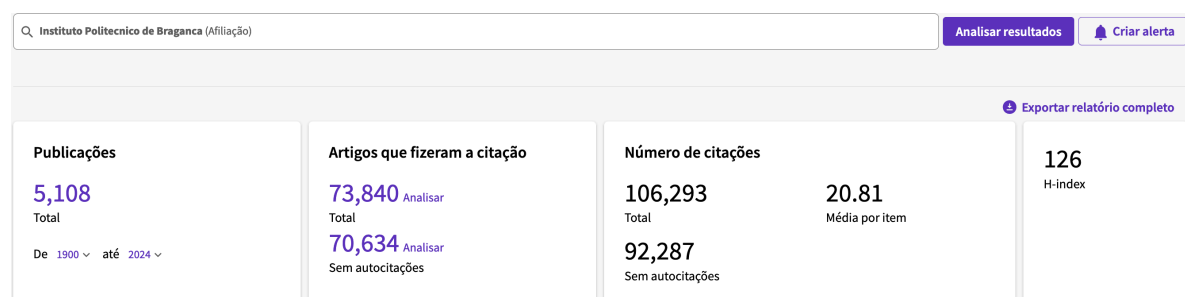 Instituto Politecnico de Braganca (Afiliação)
Analisar resultados
Criar alerta
Exportar relatório completo
Publicações
5,108
Total
De 1900 até 2024
Artigos que fizeram a citação
73,840 Analisar
Total
70,634 Analisar
Sem autocitações
Número de citações
106,293
Total
20.81
Média por item
92,287
Sem autocitações
126
H-index